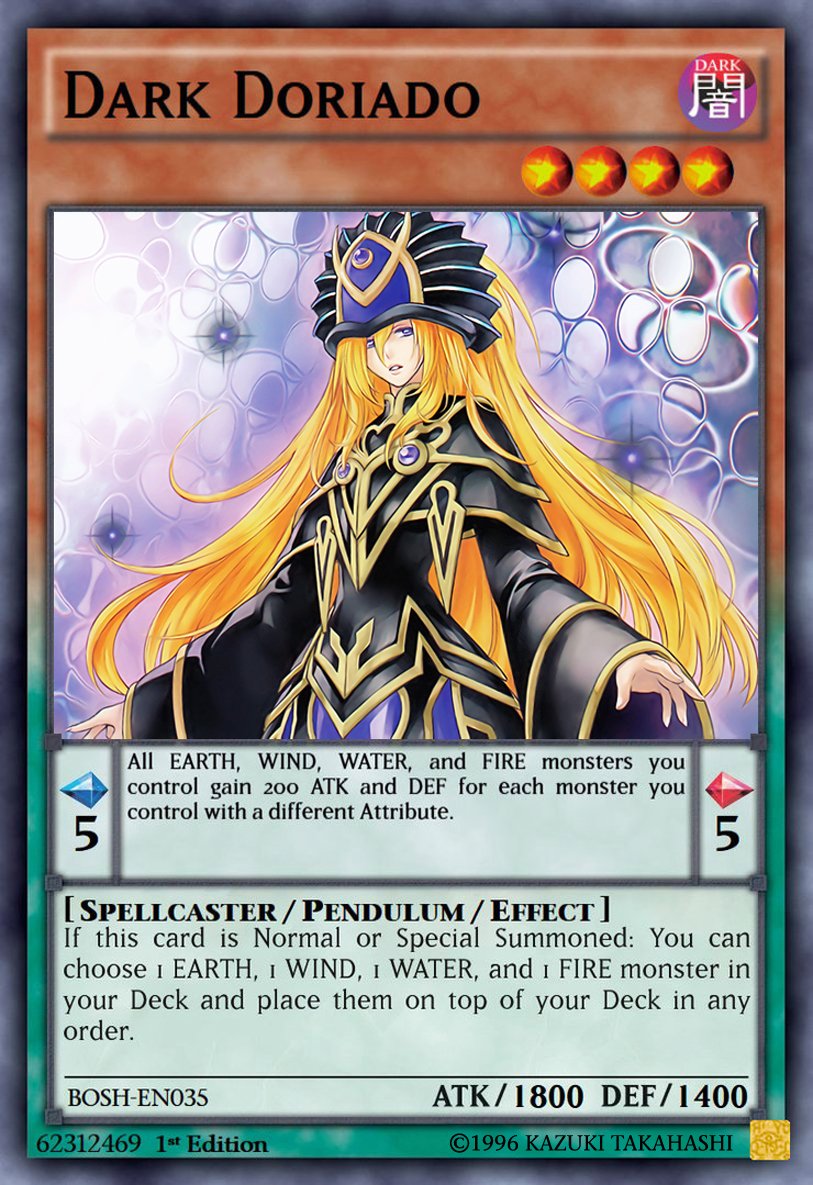 Dark Doriado
DARK
闇
All EARTH, WIND, WATER, and FIRE monsters you
control gain 200 ATK and DEF for each monster you
control with a different Attribute.
5
5
[ Spellcaster / Pendulum / Effect ]
If this card is Normal or Special Summoned: You can
choose 1 EARTH, 1 WIND, 1 WATER, and 1 FIRE monster in
your Deck and place them on top of your Deck in any
order.
BOSH-EN035
ATK/1800 DEF/1400
62312469 1st Edition
©1996 KAZUKI TAKAHASHI